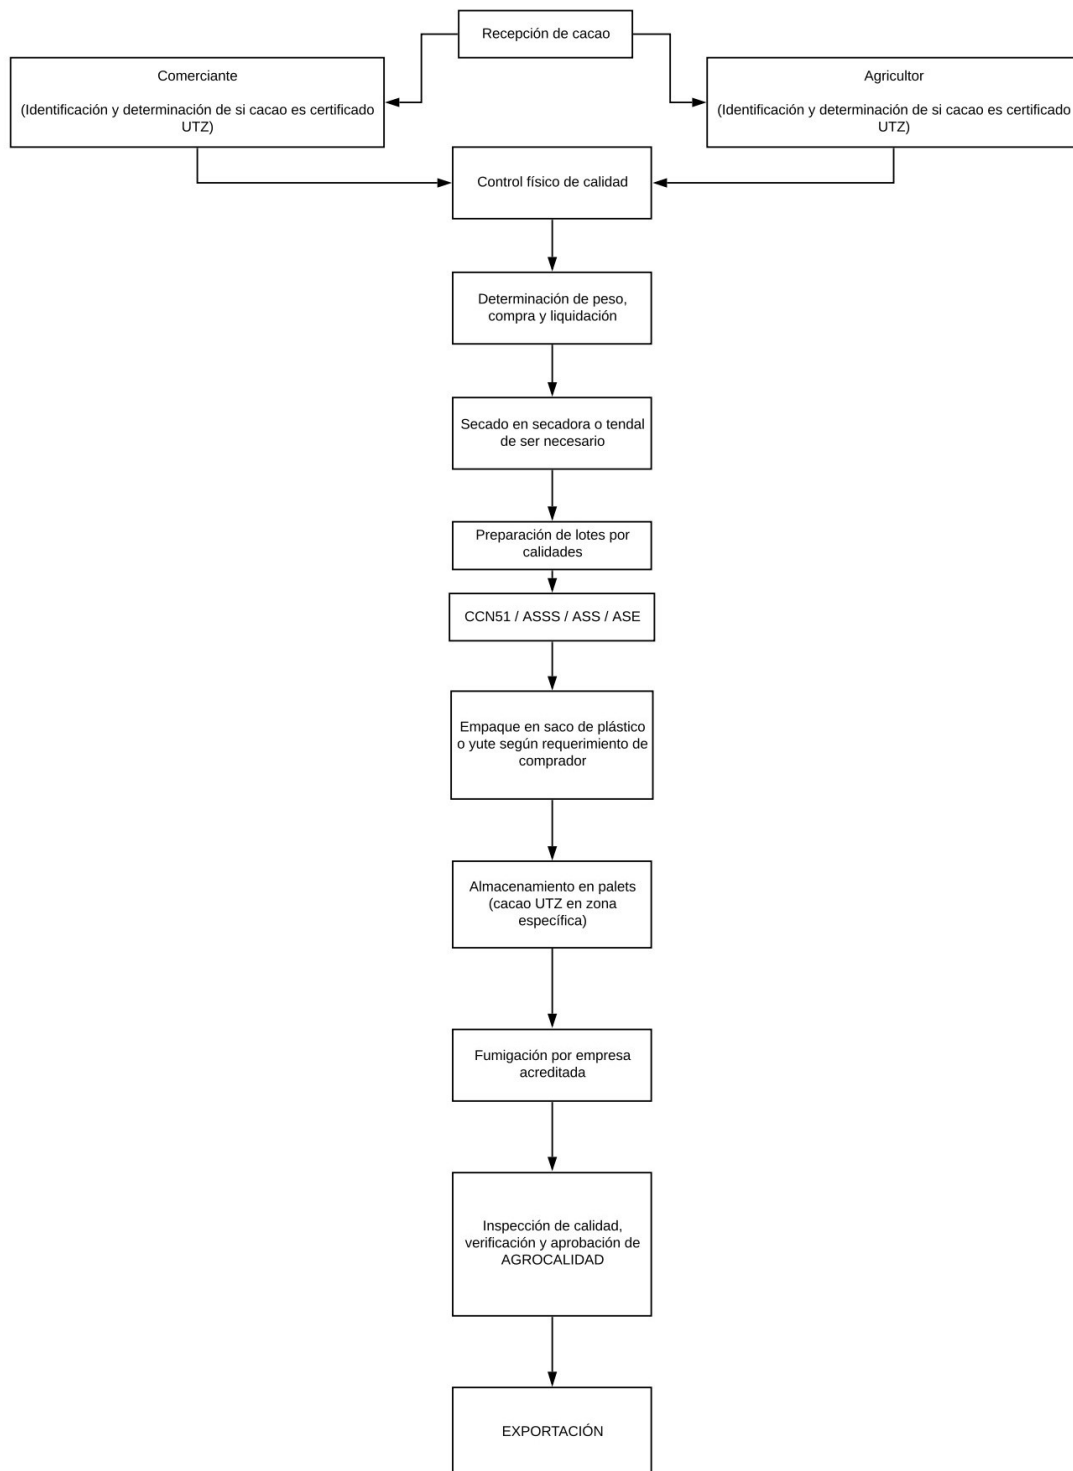 Recepción de cacao
Comerciante
(Identificación y determinación de si cacao es certificado
UTZ)
Agricultor
(Identificación y determinación de si cacao es certificado
UTZ)
Control físico de calidad
Determinación de peso,
compra y liquidación
Secado en secadora o tendal
de ser necesario
Preparación de lotes por
calidades
CCN51 / ASSS / ASS / ASE
Empaque en saco de plástico
o yute según requerimiento de
comprador
Almacenamiento en palets
(cacao UTZ en zona
específica)
Fumigación por empresa
acreditada
Inspección de calidad,
verificación y aprobación de
AGROCALIDAD
EXPORTACIÓN